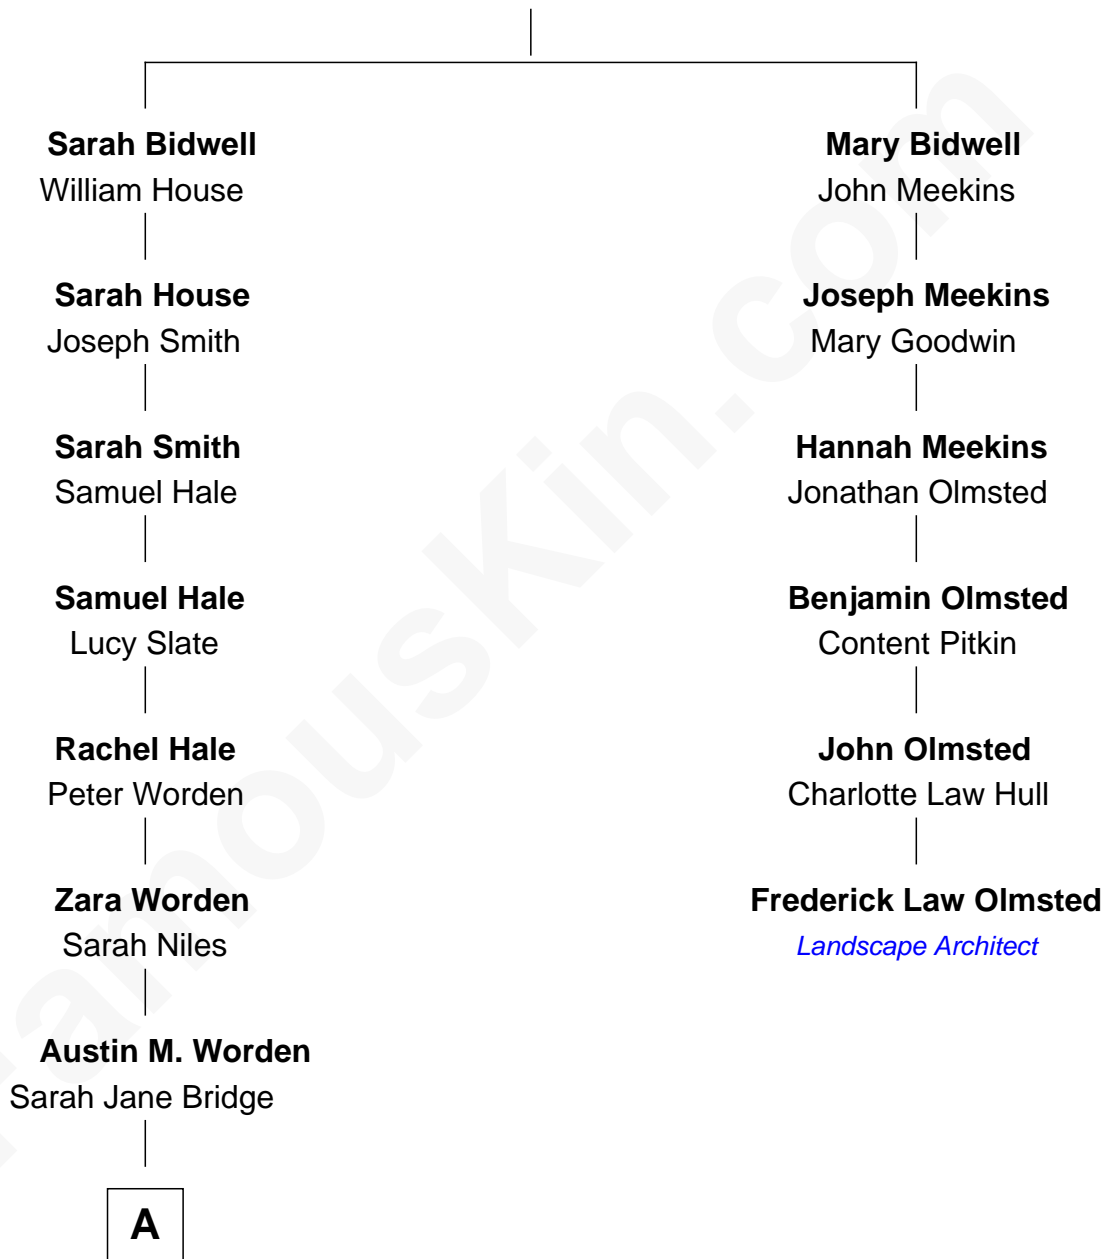 Sarah Bidwell
William House
Sarah House
Joseph Smith
Sarah Smith
Samuel Hale
Samuel Hale
Lucy Slate
Rachel Hale
Peter Worden
Zara Worden
Sarah Niles
Austin M. Worden
Sarah Jane Bridge
A
Mary Bidwell
John Meekins
Joseph Meekins
Mary Goodwin
Hannah Meekins
Jonathan Olmsted
Benjamin Olmsted
Content Pitkin
John Olmsted
Charlotte Law Hull
Frederick Law Olmsted
Landscape Architect
FamousKin.com